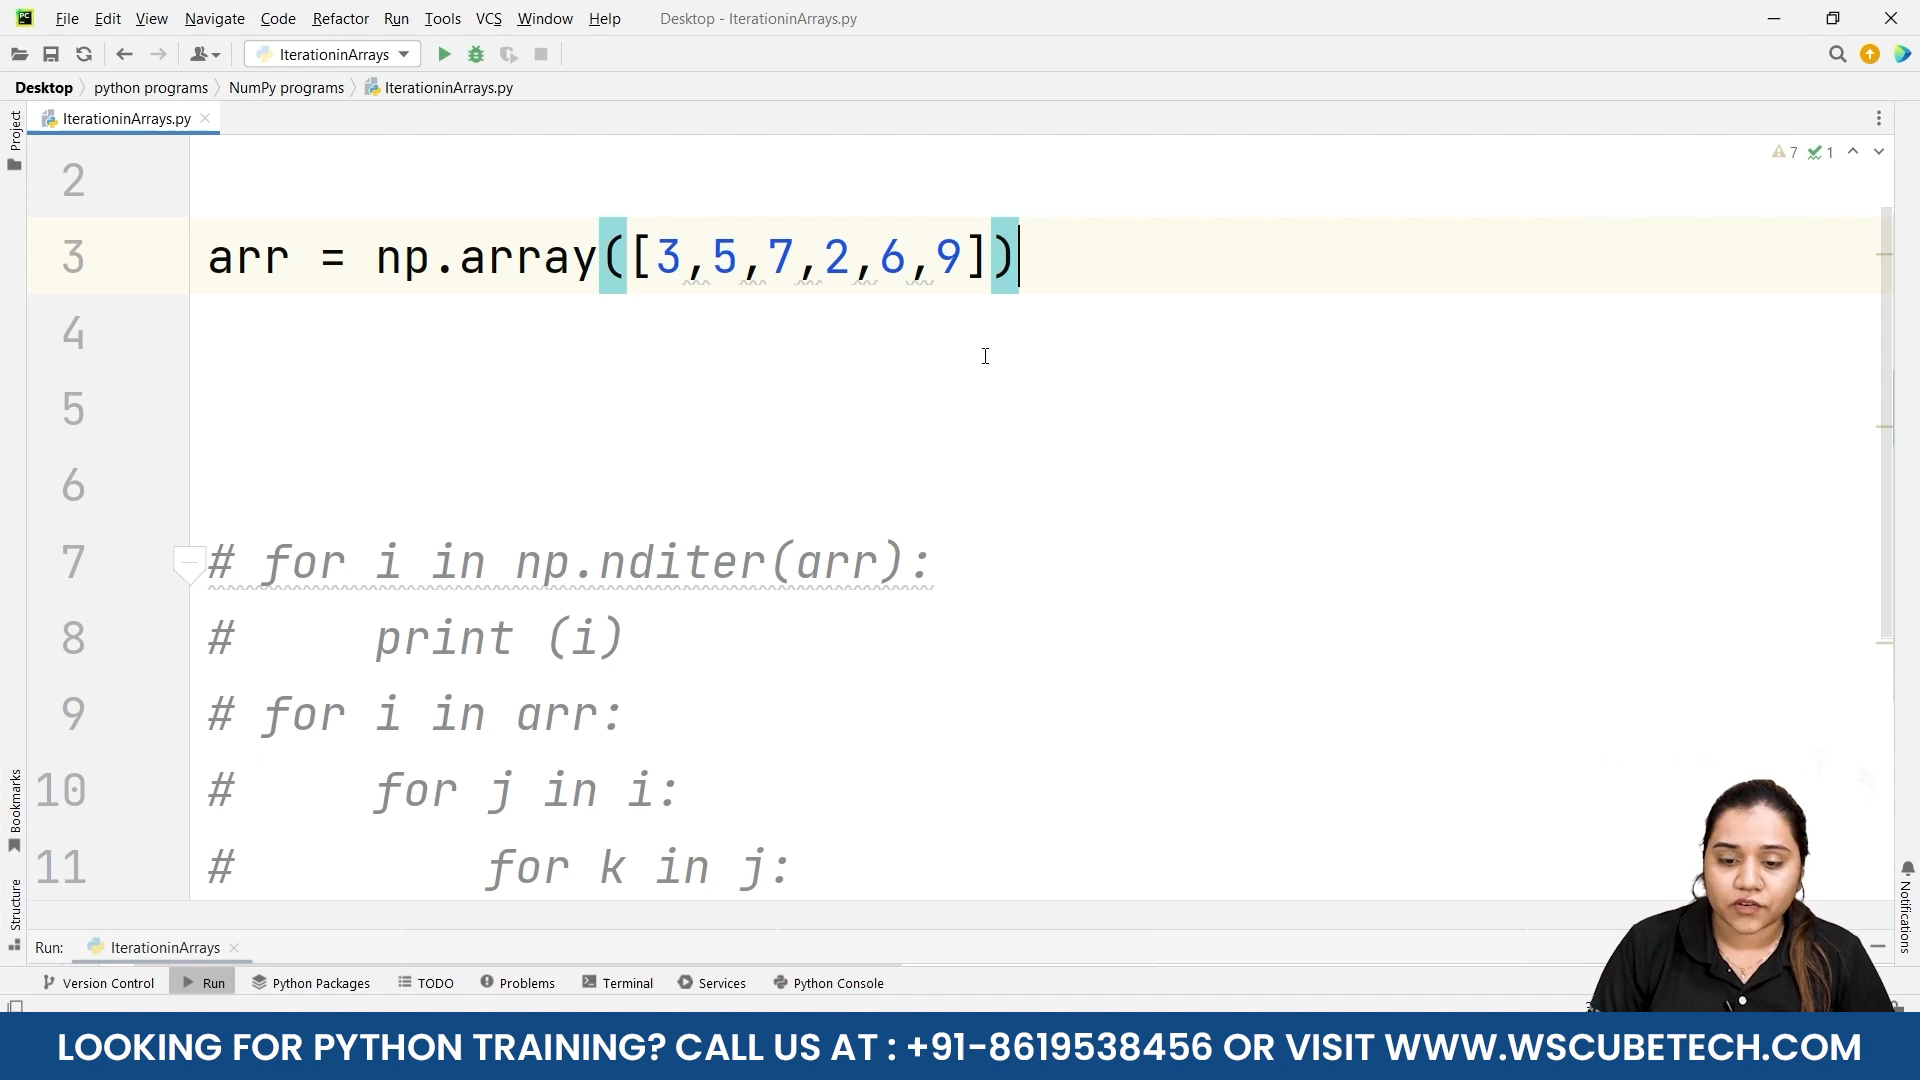 PC File Edit View Navigate Code Refactor Run Tools VCS Window Help Desktop - IterationinArrays.py
IterationinArrays
Desktop python programs NumPy programs IterationinArrays.py
IterationinArrays.py
Project
7 1
2
3 arr = np.array([3,5,7,2,6,9])
4
5
6
7 # for i in np.nditer(arr):
8 # print (i)
9 # for i in arr:
10 # for j in i:
11 # for k in j:
Bookmarks
Structure
Notifications
Run: IterationinArrays
Version Control Run Python Packages TODO Problems Terminal Services Python Console
LOOKING FOR PYTHON TRAINING? CALL US AT : +91-8619538456 OR VISIT WWW.WSCUBETECH.COM